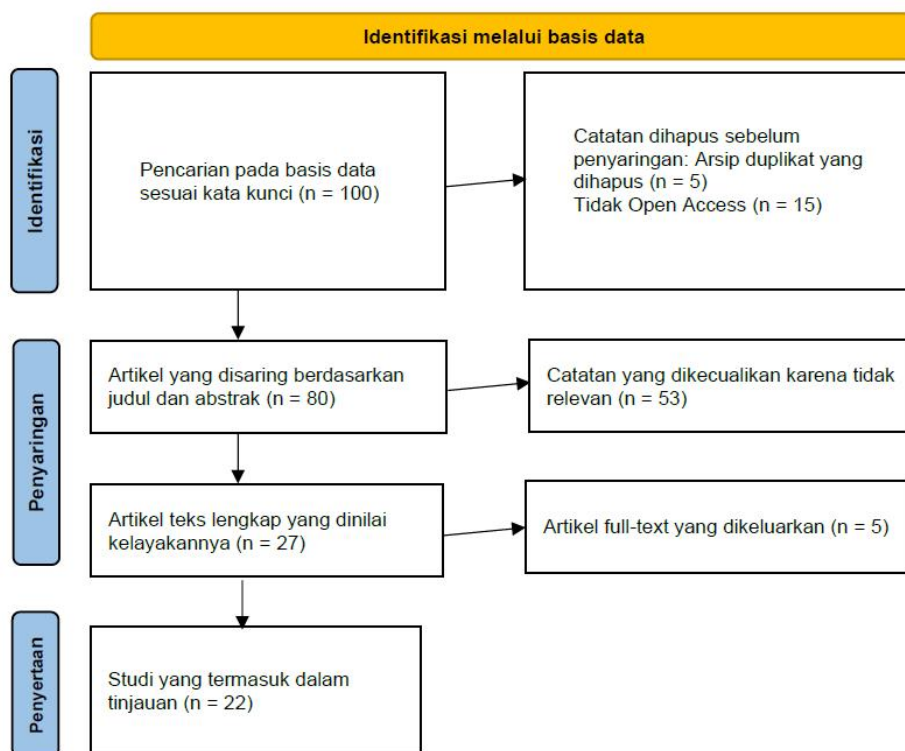 Identifikasi melalui basis data
Identifikasi
Pencarian pada basis data
sesuai kata kunci (n = 100)
Catatan dihapus sebelum
penyaringan: Arsip duplikat yang
dihapus (n = 5)
Tidak Open Access (n = 15)
Penyaringan
Artikel yang disaring berdasarkan
judul dan abstrak (n = 80)
Catatan yang dikecualikan karena tidak
relevan (n = 53)
Artikel teks lengkap yang dinilai
kelayakannya (n = 27)
Artikel full-text yang dikeluarkan (n = 5)
Penyertaan
Studi yang termasuk dalam
tinjauan (n = 22)